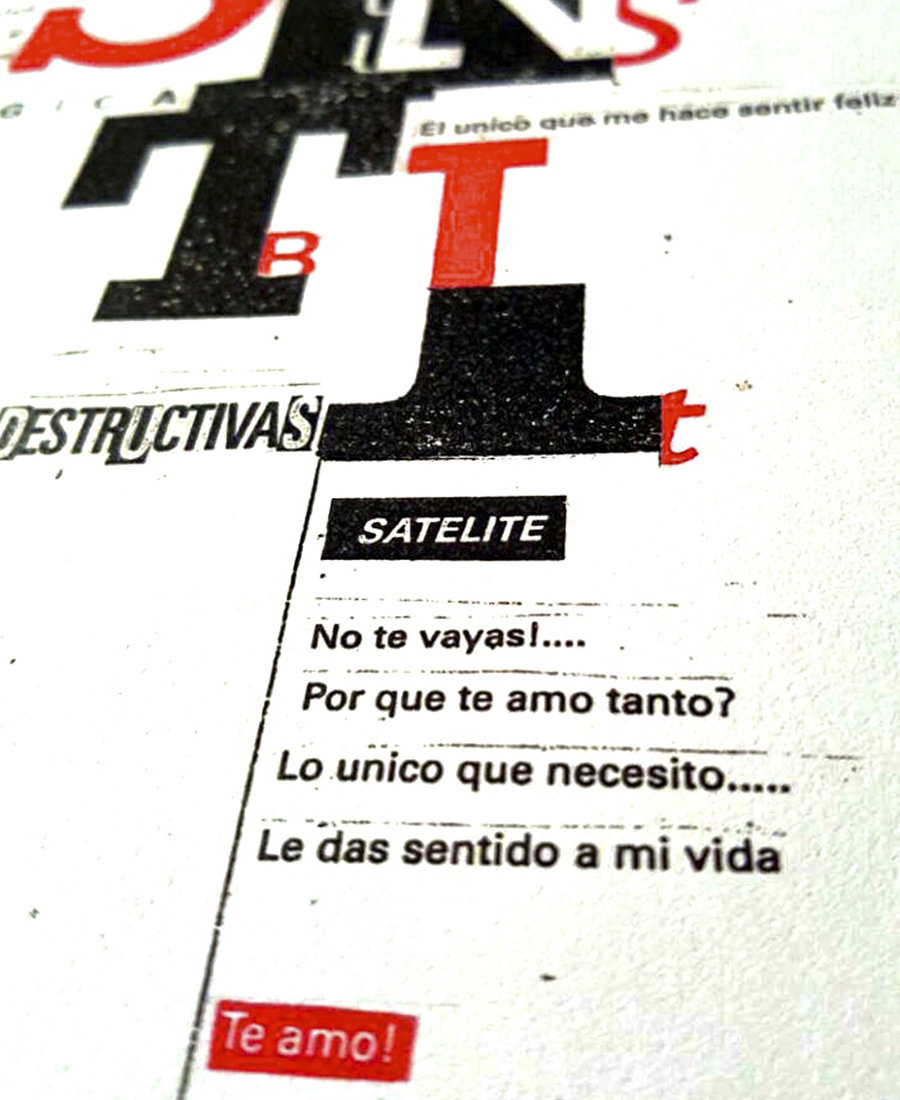 S IN S
G I C A
El unico que me hace sentir feliz
T I
B
I t
DESTRUCTIVAS
SATELITE
No te vayas!....
Por que te amo tanto?
Lo unico que necesito.....
Le das sentido a mi vida
Te amo!